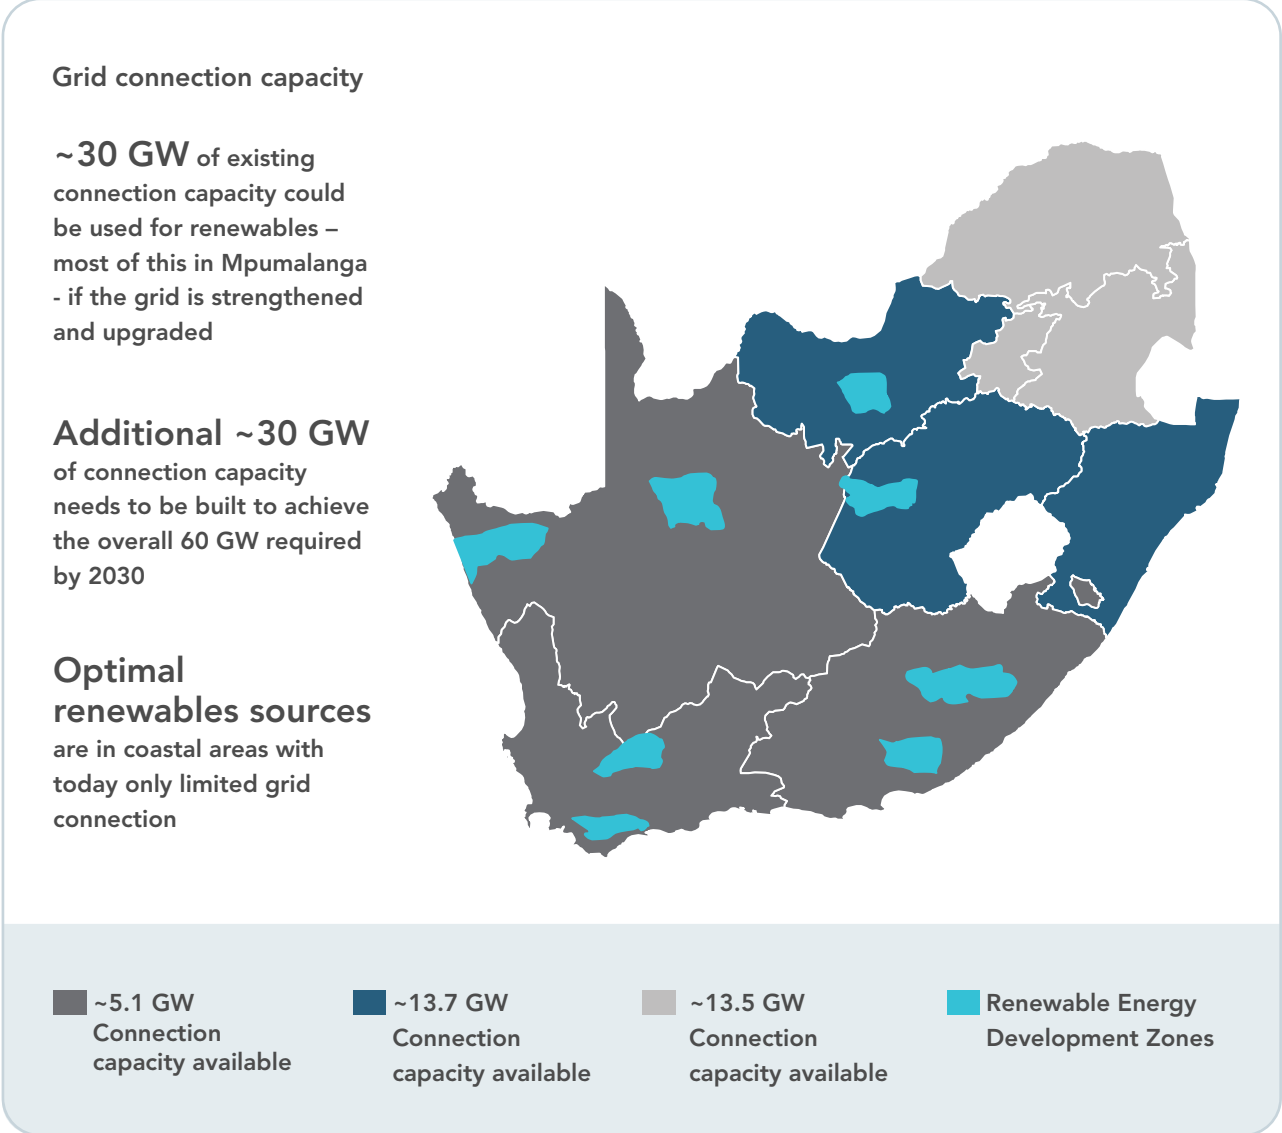 Grid connection capacity
~30 GW of existing
connection capacity could
be used for renewables –
most of this in Mpumalanga
- if the grid is strengthened
and upgraded
Additional ~30 GW
of connection capacity
needs to be built to achieve
the overall 60 GW required
by 2030
Optimal
renewables sources
are in coastal areas with
today only limited grid
connection
~5.1 GW
Connection
capacity available
~13.7 GW
Connection
capacity available
~13.5 GW
Connection
capacity available
Renewable Energy
Development Zones